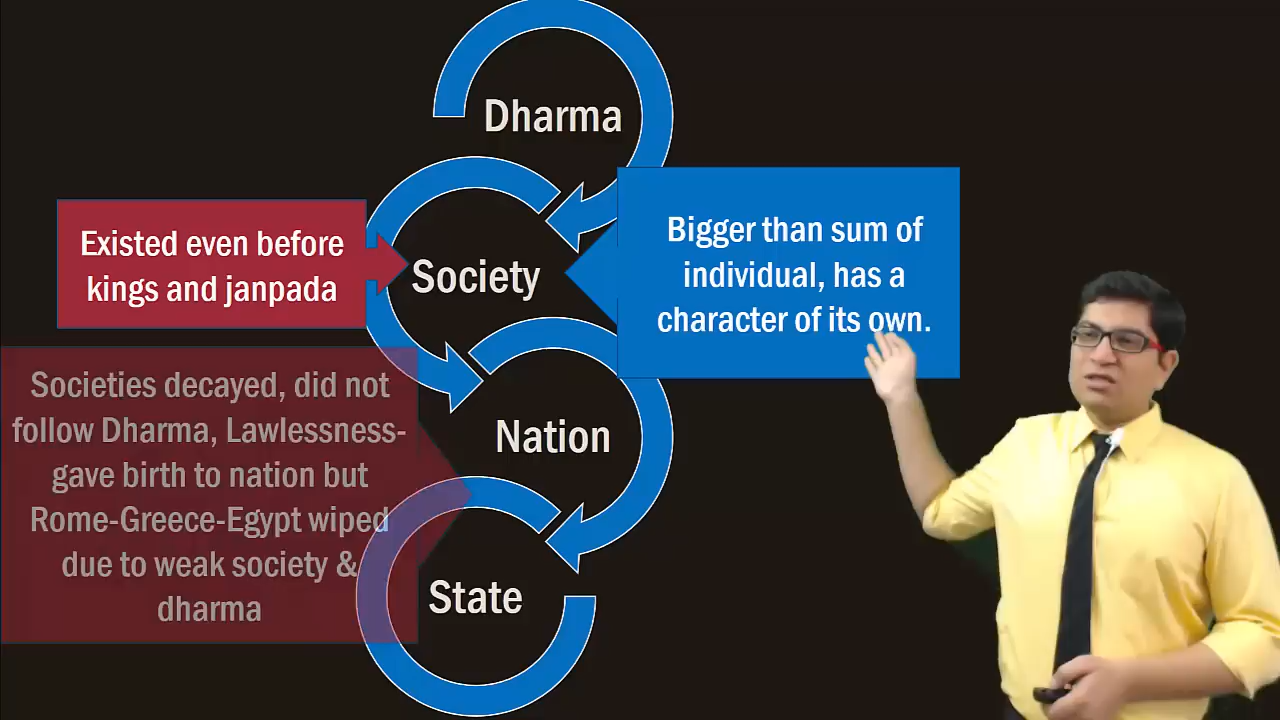 Dharma
Existed even before
kings and janpada
Society
Bigger than sum of
individual, has a
character of its own.
Societies decayed, did not
follow Dharma, Lawlessness-
gave birth to nation but
Rome-Greece-Egypt wiped
due to weak society &
dharma
Nation
State